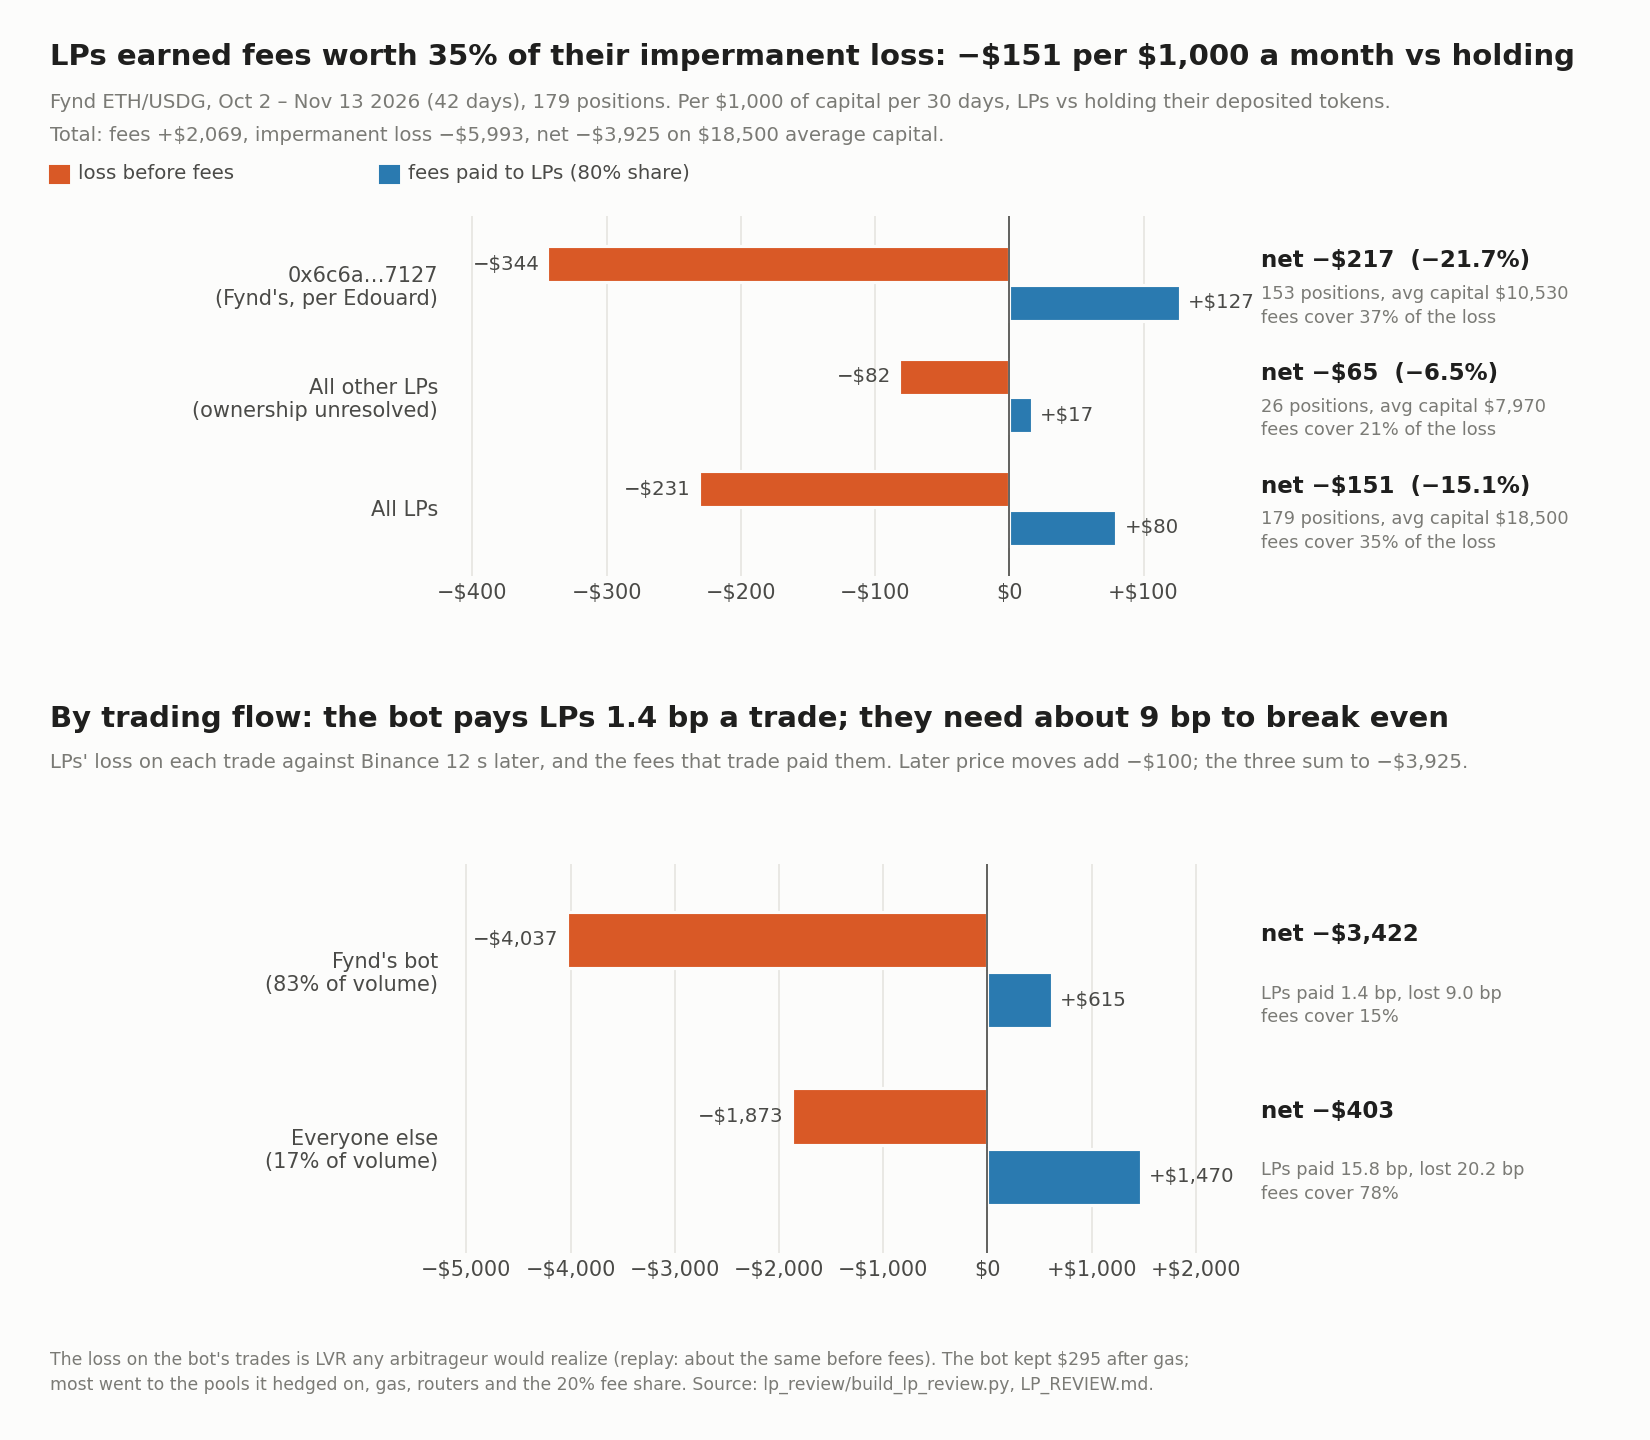 LPs earned fees worth 35% of their impermanent loss: −$151 per $1,000 a month vs holding
Fynd ETH/USDG, Oct 2 – Nov 13 2026 (42 days), 179 positions. Per $1,000 of capital per 30 days, LPs vs holding their deposited tokens.
Total: fees +$2,069, impermanent loss −$5,993, net −$3,925 on $18,500 average capital.
loss before fees
fees paid to LPs (80% share)
0x6c6a…7127
(Fynd's, per Edouard)
−$344
+$127
net −$217 (−21.7%)
153 positions, avg capital $10,530
fees cover 37% of the loss
All other LPs
(ownership unresolved)
−$82
+$17
net −$65 (−6.5%)
26 positions, avg capital $7,970
fees cover 21% of the loss
All LPs
−$231
+$80
net −$151 (−15.1%)
179 positions, avg capital $18,500
fees cover 35% of the loss
−$400 −$300 −$200 −$100 $0 +$100
By trading flow: the bot pays LPs 1.4 bp a trade; they need about 9 bp to break even
LPs' loss on each trade against Binance 12 s later, and the fees that trade paid them. Later price moves add −$100; the three sum to −$3,925.
Fynd's bot
(83% of volume)
−$4,037
+$615
net −$3,422
LPs paid 1.4 bp, lost 9.0 bp
fees cover 15%
Everyone else
(17% of volume)
−$1,873
+$1,470
net −$403
LPs paid 15.8 bp, lost 20.2 bp
fees cover 78%
−$5,000 −$4,000 −$3,000 −$2,000 −$1,000 $0 +$1,000 +$2,000
The loss on the bot's trades is LVR any arbitrageur would realize (replay: about the same before fees). The bot kept $295 after gas;
most went to the pools it hedged on, gas, routers and the 20% fee share. Source: lp_review/build_lp_review.py, LP_REVIEW.md.